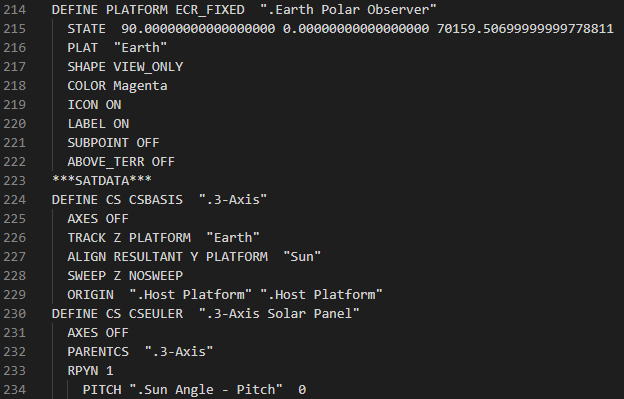 214 DEFINE PLATFORM ECR_FIXED ".Earth Polar Observer"
215 STATE 90.00000000000000000 0.00000000000000000 70159.50699999999778811
216 PLAT "Earth"
217 SHAPE VIEW_ONLY
218 COLOR Magenta
219 ICON ON
220 LABEL ON
221 SUBPOINT OFF
222 ABOVE_TERR OFF
223 ***SATDATA***
224 DEFINE CS CSBASIS ".3-Axis"
225 AXES OFF
226 TRACK Z PLATFORM "Earth"
227 ALIGN RESULTANT Y PLATFORM "Sun"
228 SWEEP Z NOSWEEP
229 ORIGIN ".Host Platform" ".Host Platform"
230 DEFINE CS CSEULER ".3-Axis Solar Panel"
231 AXES OFF
232 PARENTCS ".3-Axis"
233 RPYN 1
234 PITCH ".Sun Angle - Pitch" 0